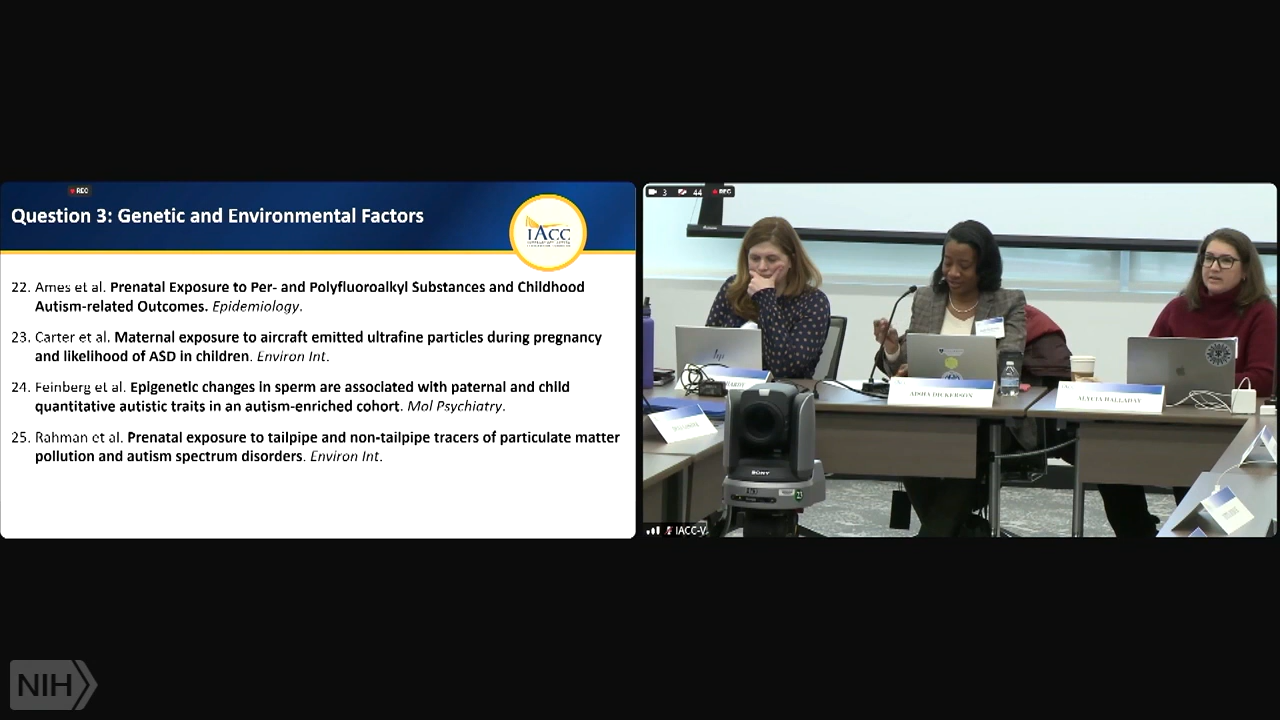 REC
Question 3: Genetic and Environmental Factors
IACC
22. Ames et al. Prenatal Exposure to Per- and Polyfluoroalkyl Substances and Childhood
Autism-related Outcomes. Epidemiology.
23. Carter et al. Maternal exposure to aircraft emitted ultrafine particles during pregnancy
and likelihood of ASD in children. Environ Int.
24. Feinberg et al. Epigenetic changes in sperm are associated with paternal and child
quantitative autistic traits in an autism-enriched cohort. Mol Psychiatry.
25. Rahman et al. Prenatal exposure to tailpipe and non-tailpipe tracers of particulate matter
pollution and autism spectrum disorders. Environ Int.
3 44 REC
hp
AISHA DICKERSON
ALYCIA HALLADAY
SONY
IACC-V
NIH